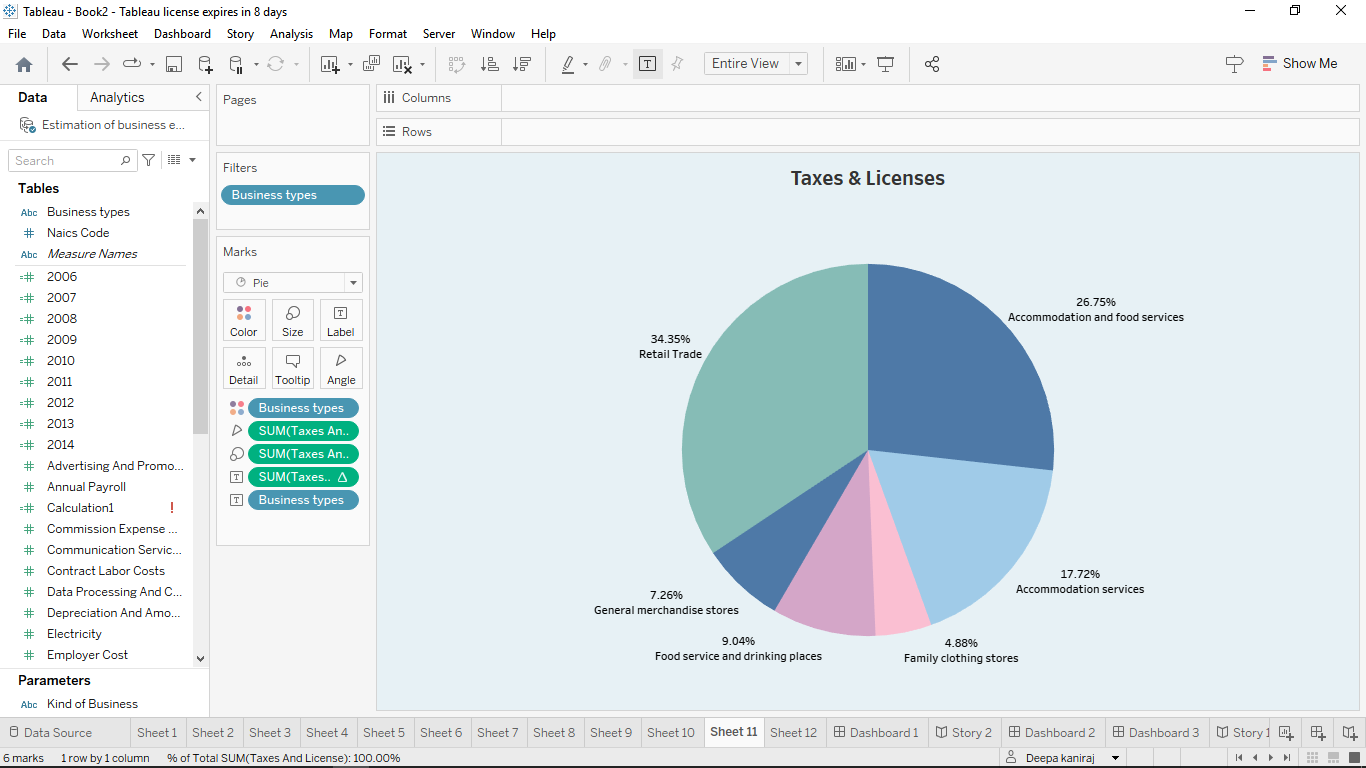 Tableau - Book2 - Tableau license expires in 8 days
File Data Worksheet Dashboard Story Analysis Map Format Server Window Help
Entire View
Show Me
Data Analytics
Estimation of business e...
Search
Tables
Abc Business types
# Naics Code
Abc Measure Names
=# 2006
=# 2007
=# 2008
=# 2009
=# 2010
=# 2011
=# 2012
=# 2013
=# 2014
# Advertising And Promo...
# Annual Payroll
=# Calculation1 !
# Commission Expense ...
# Communication Servic...
# Contract Labor Costs
# Data Processing And C...
# Depreciation And Amo...
# Electricity
# Employer Cost
Parameters
Abc Kind of Business
Pages
Filters
Business types
Marks
Pie
Color Size Label
Detail Tooltip Angle
Business types
SUM(Taxes An..
SUM(Taxes An..
T SUM(Taxes.. △
T Business types
Columns
Rows
Taxes & Licenses
26.75%
Accommodation and food services
34.35%
Retail Trade
17.72%
Accommodation services
7.26%
General merchandise stores
9.04%
Food service and drinking places
4.88%
Family clothing stores
Data Source Sheet 1 Sheet 2 Sheet 3 Sheet 4 Sheet 5 Sheet 6 Sheet 7 Sheet 8 Sheet 9 Sheet 10 Sheet 11 Sheet 12 Dashboard 1 Story 2 Dashboard 2 Dashboard 3 Story 1
6 marks 1 row by 1 column % of Total SUM(Taxes And License): 100.00% Deepa kaniraj